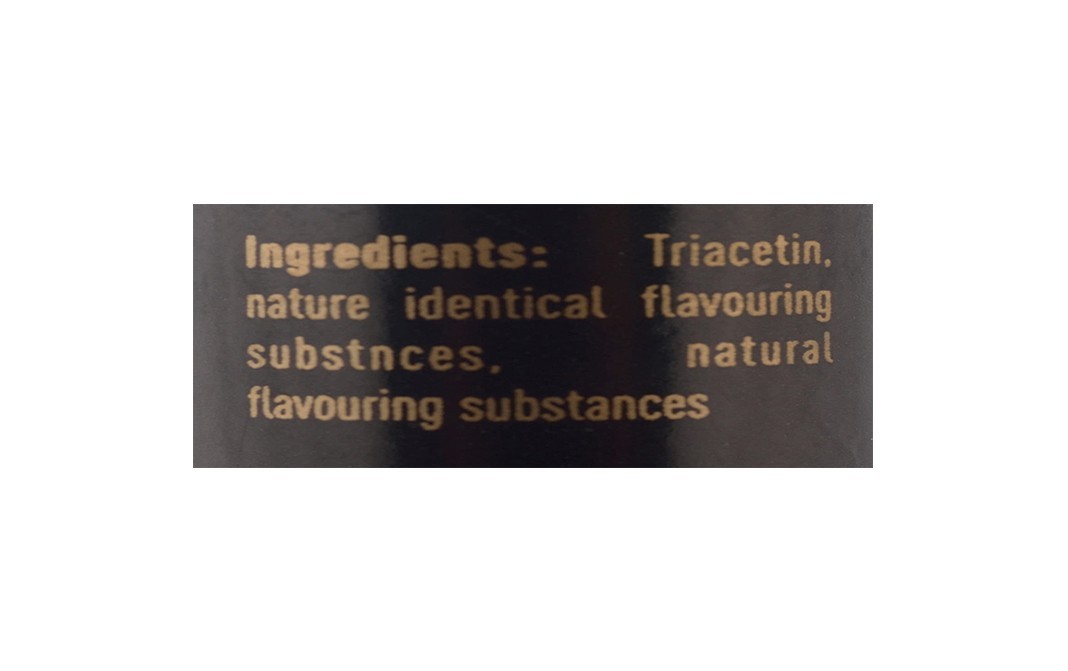 Ingredients: Triacetin,
nature identical flavouring
substnces, natural
flavouring substances